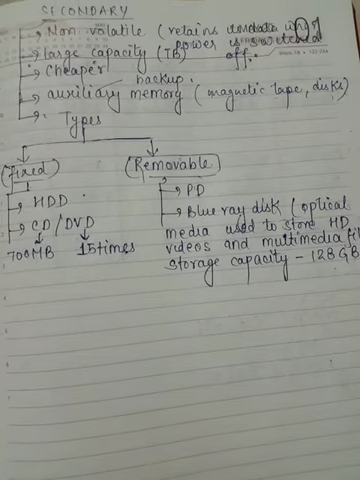 SECONDARY
→ Non volatile (retains data when
power is switched
off.
→ large capacity (TB)
→ Cheaper
backup.
→ auxiliary memory (magnetic tape, disks)
→ Types
(fixed) (Removable)
→ HDD
→ CD/DVD
700MB 15times
→ PD
→ Blue ray disk / optical
media used to store HD
videos and multimedia fil
storage capacity - 128GB